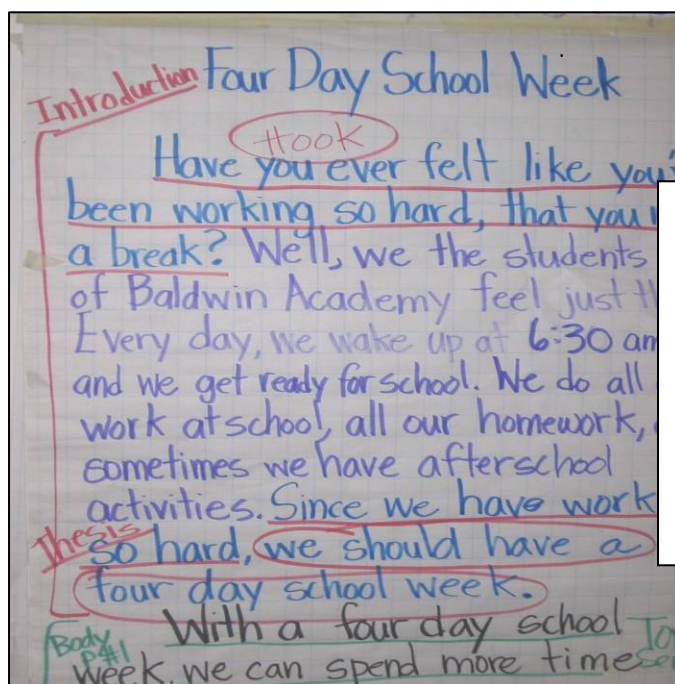 Introduction Four Day School Week
Hook
Have you ever felt like
been working so hard, that you
a break? Well, we the students
of Baldwin Academy feel just
Every day, we wake up at 6:30
and we get ready for school. We do all
work at school, all our homework,
sometimes we have afterschool
activities. Since we have work
Thesis so hard, we should have a
four day school week.
Body P#1 With a four day school
week, we can spend more time